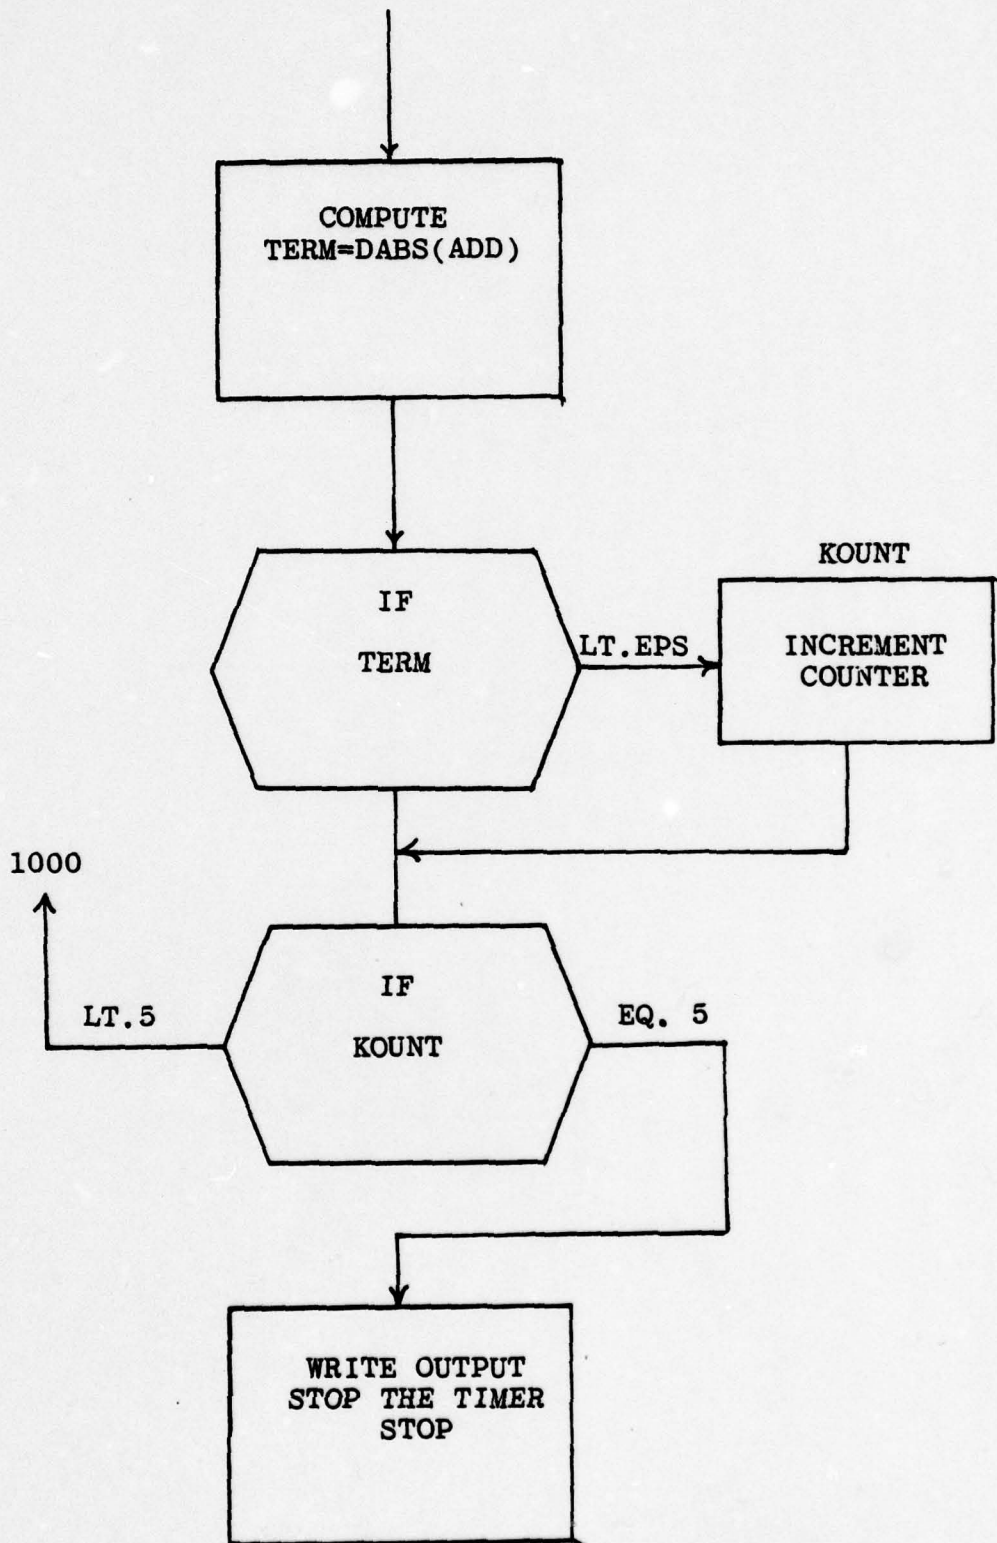 COMPUTE
TERM=DABS(ADD)
IF
TERM
LT.EPS
KOUNT
INCREMENT
COUNTER
1000
LT.5
IF
KOUNT
EQ. 5
WRITE OUTPUT
STOP THE TIMER
STOP